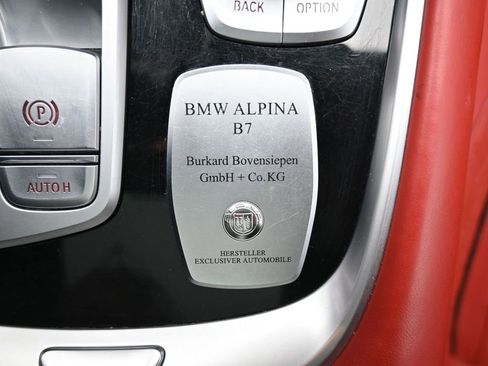 BACK
OPTION
P
AUTO H
BMW ALPINA
B7
Burkard Bovensiepen
GmbH + Co. KG
HERSTELLER
EXCLUSIVER AUTOMOBILE